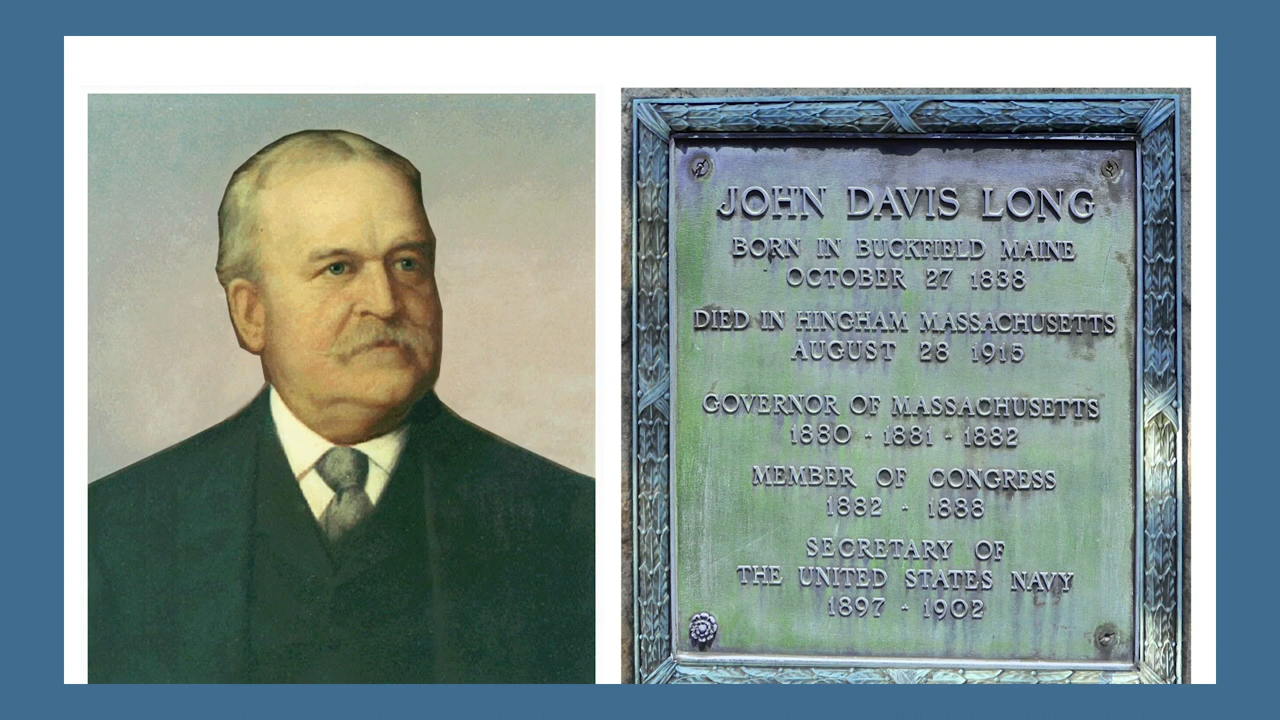 JOHN DAVIS LONG
BORN IN BUCKFIELD MAINE
OCTOBER 27 1838
DIED IN HINGHAM MASSACHUSETTS
AUGUST 28 1915
GOVERNOR OF MASSACHUSETTS
1880 - 1881 - 1882
MEMBER OF CONGRESS
1882 - 1888
SECRETARY OF
THE UNITED STATES NAVY
1897 - 1902